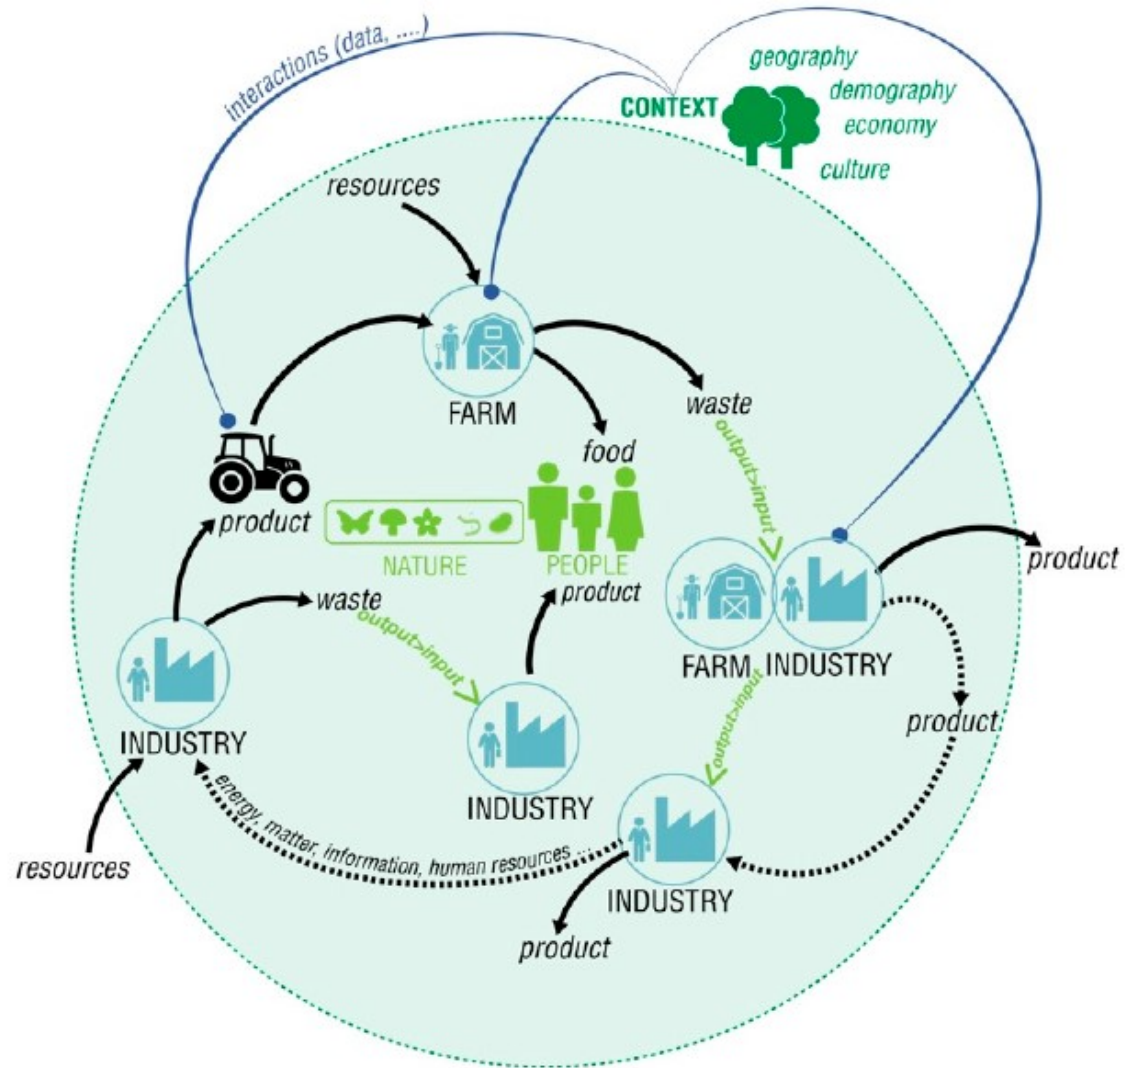 interactions (data, ....)
geography
CONTEXT
demography
economy
culture
resources
FARM
waste
food
output>input
product
NATURE
PEOPLE
product
product
waste
output>input
FARM INDUSTRY
output>input
product
INDUSTRY
INDUSTRY
energy, matter, information, human resources ...
resources
INDUSTRY
product